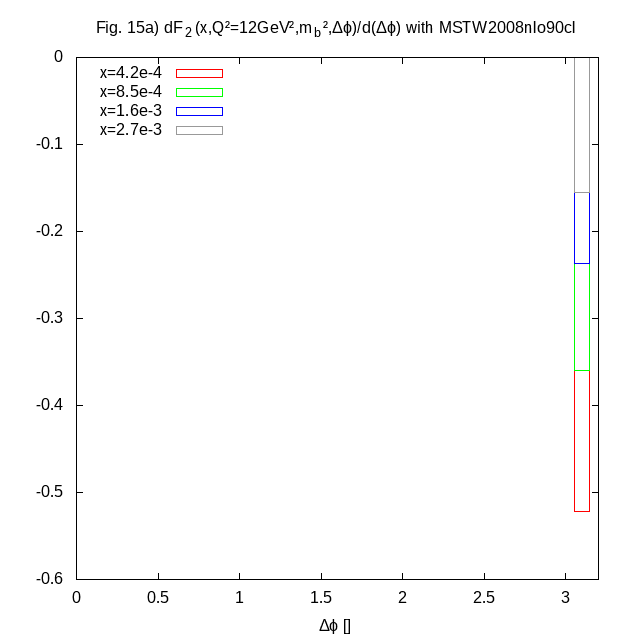 Fig. 15a) dF₂(x,Q²=12GeV²,m_b²,Δϕ)/d(Δϕ) with MSTW2008nlo90cl
x=4.2e-4
x=8.5e-4
x=1.6e-3
x=2.7e-3
0
-0.1
-0.2
-0.3
-0.4
-0.5
-0.6
0 0.5 1 1.5 2 2.5 3
Δϕ []